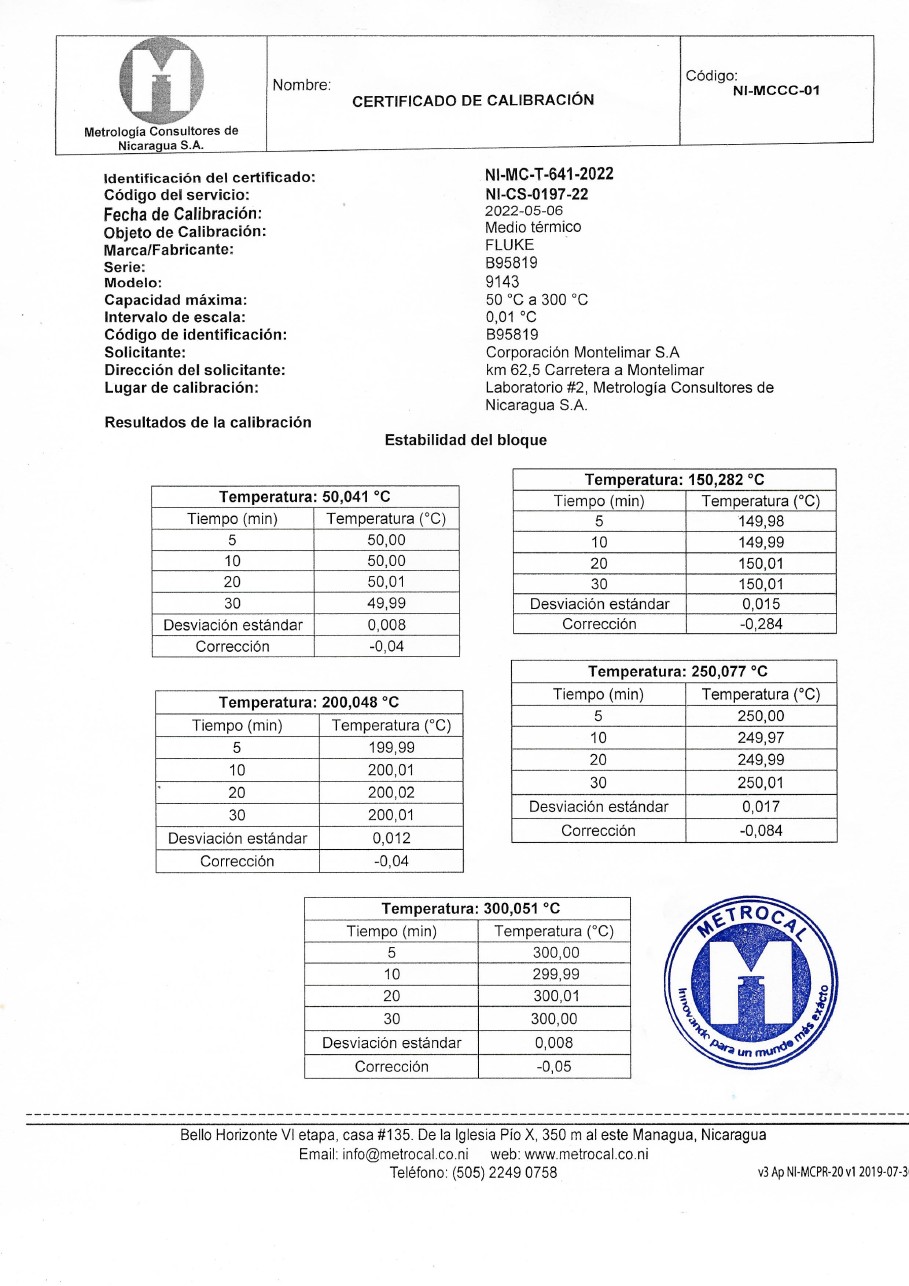 Metrología Consultores de
Nicaragua S.A.
Nombre:
CERTIFICADO DE CALIBRACIÓN
Código:
NI-MCCC-01
Identificación del certificado: NI-MC-T-641-2022
Código del servicio: NI-CS-0197-22
Fecha de Calibración: 2022-05-06
Objeto de Calibración: Medio térmico
Marca/Fabricante: FLUKE
Serie: B95819
Modelo: 9143
Capacidad máxima: 50 °C a 300 °C
Intervalo de escala: 0,01 °C
Código de identificación: B95819
Solicitante: Corporación Montelimar S.A
Dirección del solicitante: km 62,5 Carretera a Montelimar
Lugar de calibración: Laboratorio #2, Metrología Consultores de
Nicaragua S.A.
Resultados de la calibración
Estabilidad del bloque
Temperatura: 50,041 °C
Tiempo (min) Temperatura (°C)
5 50,00
10 50,00
20 50,01
30 49,99
Desviación estándar 0,008
Corrección -0,04
Temperatura: 150,282 °C
Tiempo (min) Temperatura (°C)
5 149,98
10 149,99
20 150,01
30 150,01
Desviación estándar 0,015
Corrección -0,284
Temperatura: 200,048 °C
Tiempo (min) Temperatura (°C)
5 199,99
10 200,01
20 200,02
30 200,01
Desviación estándar 0,012
Corrección -0,04
Temperatura: 250,077 °C
Tiempo (min) Temperatura (°C)
5 250,00
10 249,97
20 249,99
30 250,01
Desviación estándar 0,017
Corrección -0,084
Temperatura: 300,051 °C
Tiempo (min) Temperatura (°C)
5 300,00
10 299,99
20 300,01
30 300,00
Desviación estándar 0,008
Corrección -0,05
METROCAL
Innovando para un mundo más exácto
Bello Horizonte VI etapa, casa #135. De la Iglesia Pío X, 350 m al este Managua, Nicaragua
Email: info@metrocal.co.ni web: www.metrocal.co.ni
Teléfono: (505) 2249 0758
v3 Ap NI-MCPR-20 v1 2019-07-3